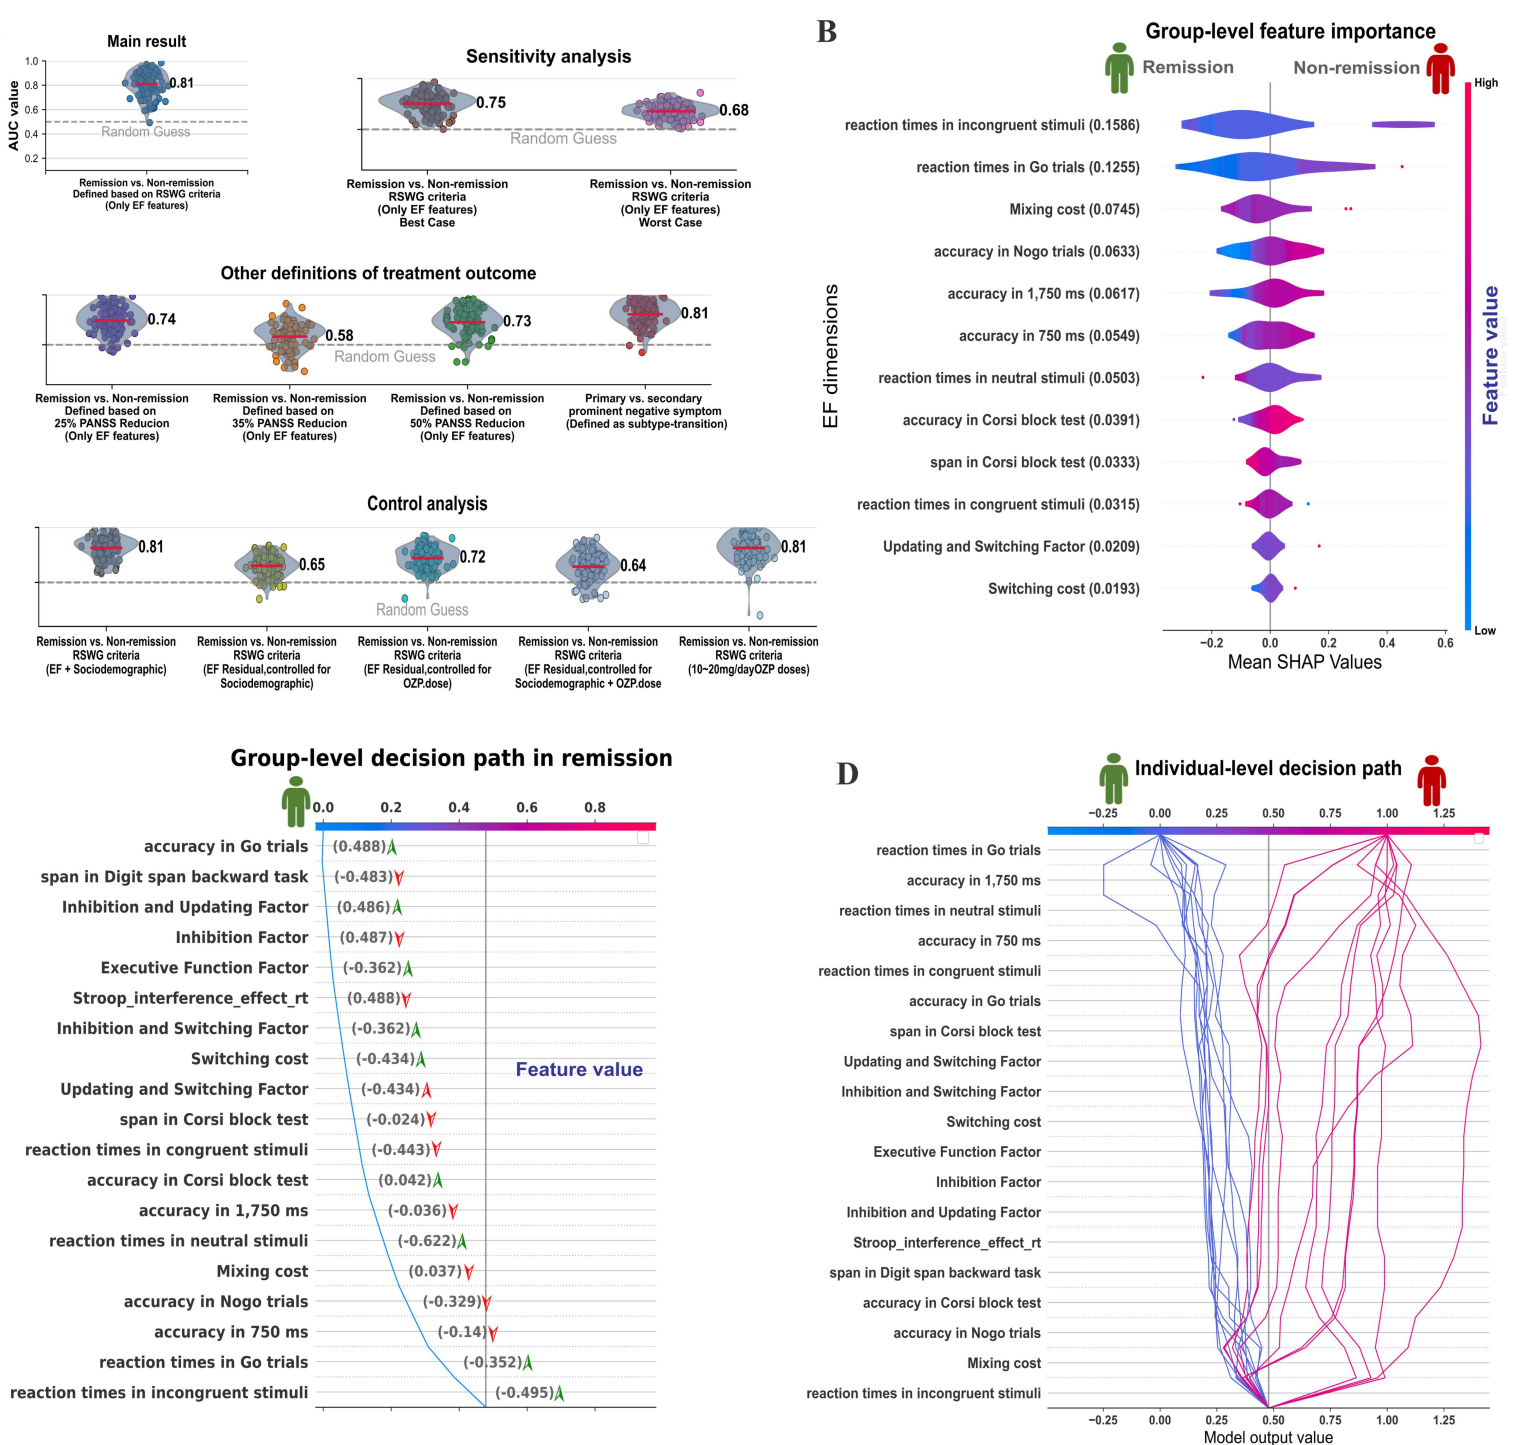 Main result
AUC value
1.0
0.8
0.6
0.4
0.2
0.81
Random Guess
Remission vs. Non-remission
Defined based on RSWG criteria
(Only EF features)
Sensitivity analysis
0.75
0.68
Random Guess
Remission vs. Non-remission
RSWG criteria
(Only EF features)
Best Case
Remission vs. Non-remission
RSWG criteria
(Only EF features)
Worst Case
Other definitions of treatment outcome
0.74
0.58
0.73
0.81
Random Guess
Remission vs. Non-remission
Defined based on
25% PANSS Reducion
(Only EF features)
Remission vs. Non-remission
Defined based on
35% PANSS Reducion
(Only EF features)
Remission vs. Non-remission
Defined based on
50% PANSS Reducion
(Only EF features)
Primary vs. secondary
prominent negative symptom
(Defined as subtype-transition)
Control analysis
0.81
0.65
0.72
0.64
0.81
Random Guess
Remission vs. Non-remission
RSWG criteria
(EF + Sociodemographic)
Remission vs. Non-remission
RSWG criteria
(EF Residual,controlled for
Sociodemographic)
Remission vs. Non-remission
RSWG criteria
(EF Residual,controlled for
OZP.dose)
Remission vs. Non-remission
RSWG criteria
(EF Residual,controlled for
Sociodemographic + OZP.dose
Remission vs. Non-remission
RSWG criteria
(10~20mg/dayOZP doses)
B
Group-level feature importance
Remission
Non-remission
High
EF dimensions
reaction times in incongruent stimuli (0.1586)
reaction times in Go trials (0.1255)
Mixing cost (0.0745)
accuracy in Nogo trials (0.0633)
accuracy in 1,750 ms (0.0617)
accuracy in 750 ms (0.0549)
reaction times in neutral stimuli (0.0503)
accuracy in Corsi block test (0.0391)
span in Corsi block test (0.0333)
reaction times in congruent stimuli (0.0315)
Updating and Switching Factor (0.0209)
Switching cost (0.0193)
Feature value
Feature value
Low
−0.2
0.0
0.2
0.4
0.6
Mean SHAP Values
Group-level decision path in remission
0.0
0.2
0.4
0.6
0.8
accuracy in Go trials (0.488)
span in Digit span backward task (-0.483)
Inhibition and Updating Factor (0.486)
Inhibition Factor (0.487)
Executive Function Factor (-0.362)
Stroop_interference_effect_rt (0.488)
Inhibition and Switching Factor (-0.362)
Switching cost (-0.434)
Feature value
Updating and Switching Factor (-0.434)
span in Corsi block test (-0.024)
reaction times in congruent stimuli (-0.443)
accuracy in Corsi block test (0.042)
accuracy in 1,750 ms (-0.036)
reaction times in neutral stimuli (-0.622)
Mixing cost (0.037)
accuracy in Nogo trials (-0.329)
accuracy in 750 ms (-0.14)
reaction times in Go trials (-0.352)
reaction times in incongruent stimuli (-0.495)
D
Individual-level decision path
−0.25
0.00
0.25
0.50
0.75
1.00
1.25
reaction times in Go trials
accuracy in 1,750 ms
reaction times in neutral stimuli
accuracy in 750 ms
reaction times in congruent stimuli
accuracy in Go trials
span in Corsi block test
Updating and Switching Factor
Inhibition and Switching Factor
Switching cost
Executive Function Factor
Inhibition Factor
Inhibition and Updating Factor
Stroop_interference_effect_rt
span in Digit span backward task
accuracy in Corsi block test
accuracy in Nogo trials
Mixing cost
reaction times in incongruent stimuli
−0.25
0.00
0.25
0.50
0.75
1.00
1.25
Model output value